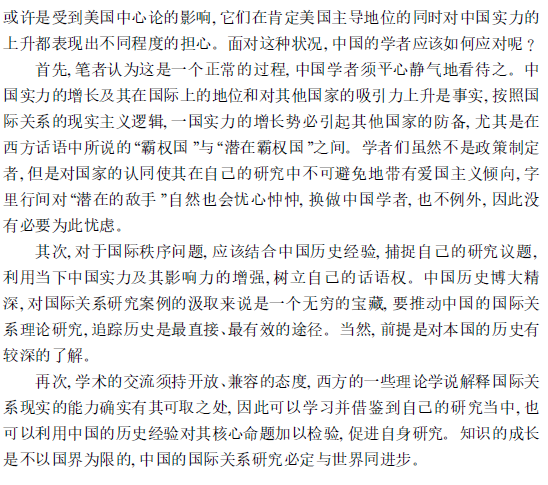 或许是受到美国中心论的影响, 它们在肯定美国主导地位的同时对中国实力的
上升都表现出不同程度的担心。面对这种状况, 中国的学者应该如何应对呢 ?
首先, 笔者认为这是一个正常的过程, 中国学者须平心静气地看待之。中
国实力的增长及其在国际上的地位和对其他国家的吸引力上升是事实, 按照国
际关系的现实主义逻辑, 一国实力的增长势必引起其他国家的防备, 尤其是在
西方话语中所说的“霸权国 ”与“潜在霸权国 ”之间。学者们虽然不是政策制定
者, 但是对国家的认同使其在自己的研究中不可避免地带有爱国主义倾向, 字
里行间对“潜在的敌手 ”自然也会忧心忡忡, 换做中国学者, 也不例外, 因此没
有必要为此忧虑。
其次, 对于国际秩序问题, 应该结合中国历史经验, 捕捉自己的研究议题,
利用当下中国实力及其影响力的增强, 树立自己的话语权。中国历史博大精
深, 对国际关系研究案例的汲取来说是一个无穷的宝藏, 要推动中国的国际关
系理论研究, 追踪历史是最直接、最有效的途径。当然, 前提是对本国的历史有
较深的了解。
再次, 学术的交流须持开放、兼容的态度, 西方的一些理论学说解释国际关
系现实的能力确实有其可取之处, 因此可以学习并借鉴到自己的研究当中, 也
可以利用中国的历史经验对其核心命题加以检验, 促进自身研究。知识的成长
是不以国界为限的, 中国的国际关系研究必定与世界同进步。